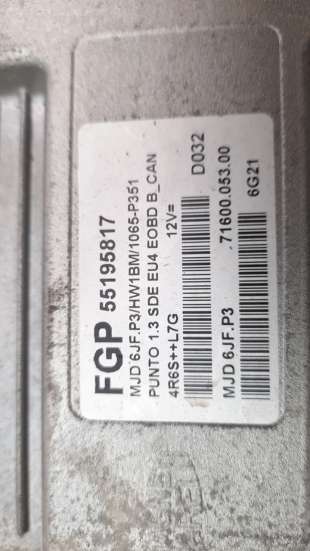 FGP 55195817
MJD 6JF.P3/HW1BM/1065-P351
PUNTO 1.3 SDE EU4 EOBD B_CAN
4R6S++L7G 12V= D032
MJD 6JF.P3 .71600.053.00
6G21